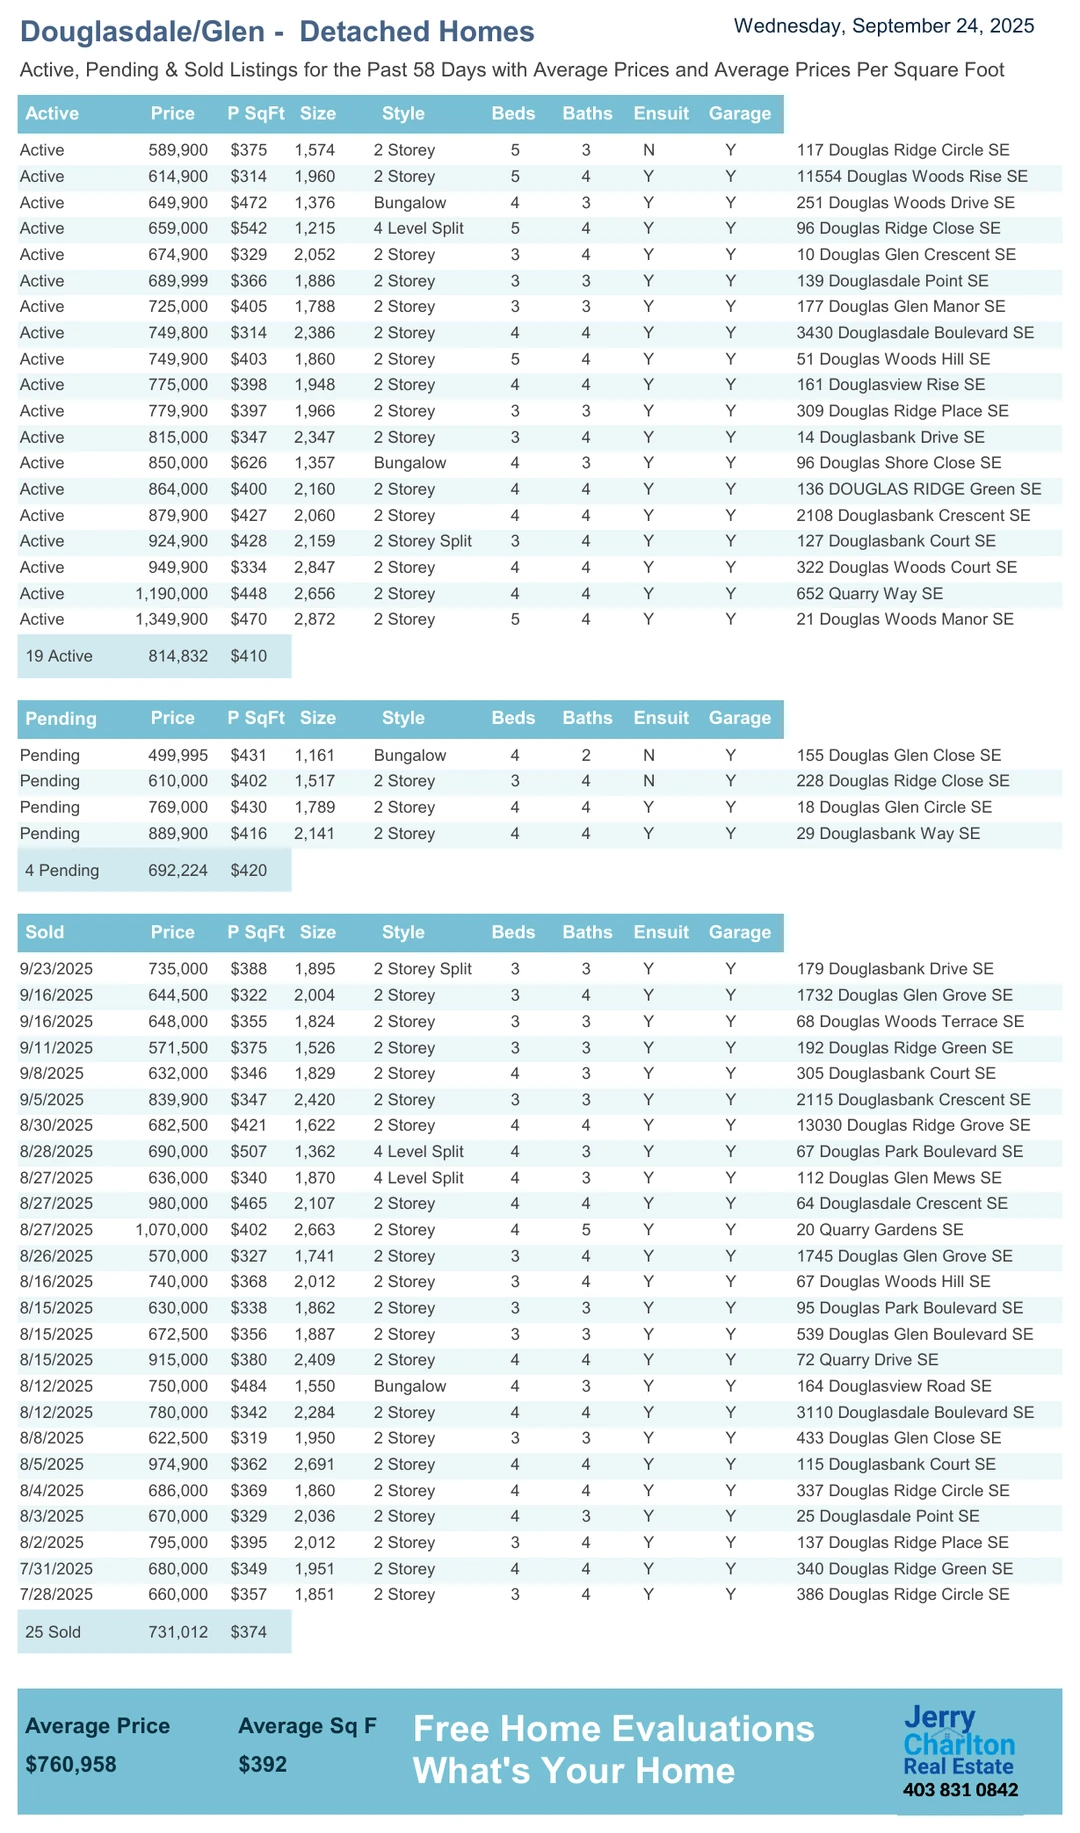 Douglasdale/Glen - Detached Homes
Wednesday, September 24, 2025
Active, Pending & Sold Listings for the Past 58 Days with Average Prices and Average Prices Per Square Foot
Active Price P SqFt Size Style Beds Baths Ensuit Garage
Active 589,900 $375 1,574 2 Storey 5 3 N Y 117 Douglas Ridge Circle SE
Active 614,900 $314 1,960 2 Storey 5 4 Y Y 11554 Douglas Woods Rise SE
Active 649,900 $472 1,376 Bungalow 4 3 Y Y 251 Douglas Woods Drive SE
Active 659,000 $542 1,215 4 Level Split 5 4 Y Y 96 Douglas Ridge Close SE
Active 674,900 $329 2,052 2 Storey 3 4 Y Y 10 Douglas Glen Crescent SE
Active 689,999 $366 1,886 2 Storey 3 3 Y Y 139 Douglasdale Point SE
Active 725,000 $405 1,788 2 Storey 3 3 Y Y 177 Douglas Glen Manor SE
Active 749,800 $314 2,386 2 Storey 4 4 Y Y 3430 Douglasdale Boulevard SE
Active 749,900 $403 1,860 2 Storey 5 4 Y Y 51 Douglas Woods Hill SE
Active 775,000 $398 1,948 2 Storey 4 4 Y Y 161 Douglasview Rise SE
Active 779,900 $397 1,966 2 Storey 3 3 Y Y 309 Douglas Ridge Place SE
Active 815,000 $347 2,347 2 Storey 3 4 Y Y 14 Douglasbank Drive SE
Active 850,000 $626 1,357 Bungalow 4 3 Y Y 96 Douglas Shore Close SE
Active 864,000 $400 2,160 2 Storey 4 4 Y Y 136 DOUGLAS RIDGE Green SE
Active 879,900 $427 2,060 2 Storey 4 4 Y Y 2108 Douglasbank Crescent SE
Active 924,900 $428 2,159 2 Storey Split 3 4 Y Y 127 Douglasbank Court SE
Active 949,900 $334 2,847 2 Storey 4 4 Y Y 322 Douglas Woods Court SE
Active 1,190,000 $448 2,656 2 Storey 4 4 Y Y 652 Quarry Way SE
Active 1,349,900 $470 2,872 2 Storey 5 4 Y Y 21 Douglas Woods Manor SE
19 Active 814,832 $410
Pending Price P SqFt Size Style Beds Baths Ensuit Garage
Pending 499,995 $431 1,161 Bungalow 4 2 N Y 155 Douglas Glen Close SE
Pending 610,000 $402 1,517 2 Storey 3 4 N Y 228 Douglas Ridge Close SE
Pending 769,000 $430 1,789 2 Storey 4 4 Y Y 18 Douglas Glen Circle SE
Pending 889,900 $416 2,141 2 Storey 4 4 Y Y 29 Douglasbank Way SE
4 Pending 692,224 $420
Sold Price P SqFt Size Style Beds Baths Ensuit Garage
9/23/2025 735,000 $388 1,895 2 Storey Split 3 3 Y Y 179 Douglasbank Drive SE
9/16/2025 644,500 $322 2,004 2 Storey 3 4 Y Y 1732 Douglas Glen Grove SE
9/16/2025 648,000 $355 1,824 2 Storey 3 3 Y Y 68 Douglas Woods Terrace SE
9/11/2025 571,500 $375 1,526 2 Storey 3 3 Y Y 192 Douglas Ridge Green SE
9/8/2025 632,000 $346 1,829 2 Storey 4 3 Y Y 305 Douglasbank Court SE
9/5/2025 839,900 $347 2,420 2 Storey 3 3 Y Y 2115 Douglasbank Crescent SE
8/30/2025 682,500 $421 1,622 2 Storey 4 4 Y Y 13030 Douglas Ridge Grove SE
8/28/2025 690,000 $507 1,362 4 Level Split 4 3 Y Y 67 Douglas Park Boulevard SE
8/27/2025 636,000 $340 1,870 4 Level Split 4 3 Y Y 112 Douglas Glen Mews SE
8/27/2025 980,000 $465 2,107 2 Storey 4 4 Y Y 64 Douglasdale Crescent SE
8/27/2025 1,070,000 $402 2,663 2 Storey 4 5 Y Y 20 Quarry Gardens SE
8/26/2025 570,000 $327 1,741 2 Storey 3 4 Y Y 1745 Douglas Glen Grove SE
8/16/2025 740,000 $368 2,012 2 Storey 3 4 Y Y 67 Douglas Woods Hill SE
8/15/2025 630,000 $338 1,862 2 Storey 3 3 Y Y 95 Douglas Park Boulevard SE
8/15/2025 672,500 $356 1,887 2 Storey 3 3 Y Y 539 Douglas Glen Boulevard SE
8/15/2025 915,000 $380 2,409 2 Storey 4 4 Y Y 72 Quarry Drive SE
8/12/2025 750,000 $484 1,550 Bungalow 4 3 Y Y 164 Douglasview Road SE
8/12/2025 780,000 $342 2,284 2 Storey 4 4 Y Y 3110 Douglasdale Boulevard SE
8/8/2025 622,500 $319 1,950 2 Storey 3 3 Y Y 433 Douglas Glen Close SE
8/5/2025 974,900 $362 2,691 2 Storey 4 4 Y Y 115 Douglasbank Court SE
8/4/2025 686,000 $369 1,860 2 Storey 4 4 Y Y 337 Douglas Ridge Circle SE
8/3/2025 670,000 $329 2,036 2 Storey 4 3 Y Y 25 Douglasdale Point SE
8/2/2025 795,000 $395 2,012 2 Storey 3 4 Y Y 137 Douglas Ridge Place SE
7/31/2025 680,000 $349 1,951 2 Storey 4 4 Y Y 340 Douglas Ridge Green SE
7/28/2025 660,000 $357 1,851 2 Storey 3 4 Y Y 386 Douglas Ridge Circle SE
25 Sold 731,012 $374
Average Price Average Sq F
$760,958 $392
Free Home Evaluations
What's Your Home
Jerry
Charlton
Real Estate
403 831 0842